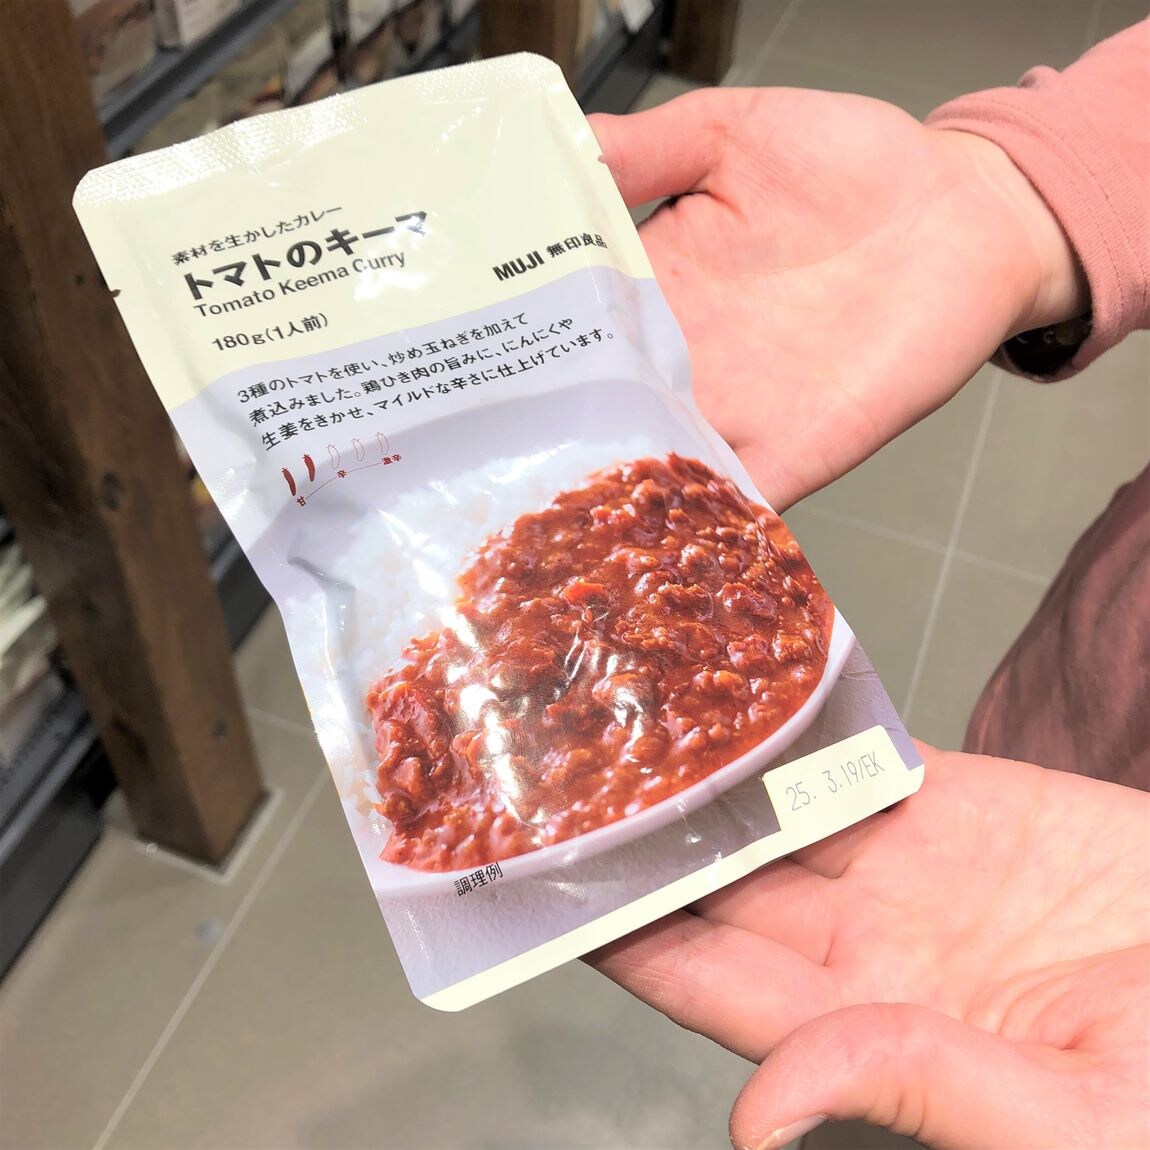 素材を生かしたカレー
トマトのキーマ
Tomato Keema Curry
MUJI 無印良品
180g(1人前)
3種のトマトを使い、炒め玉ねぎを加えて
煮込みました。鶏ひき肉の旨みに、にんにくや
生姜をきかせ、マイルドな辛さに仕上げています。
甘 辛 激辛
25. 3.19/EK
調理例